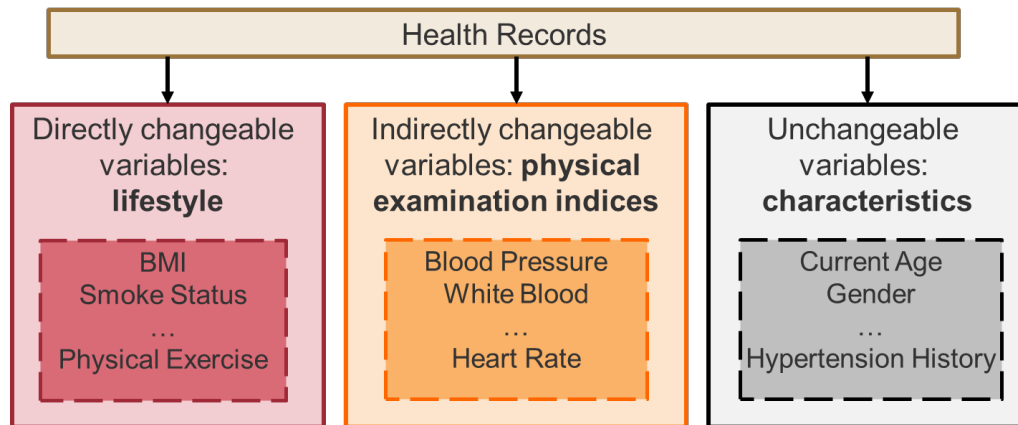 Health Records
Directly changeable
variables:
lifestyle
BMI
Smoke Status
...
Physical Exercise
Indirectly changeable
variables: physical
examination indices
Blood Pressure
White Blood
...
Heart Rate
Unchangeable
variables:
characteristics
Current Age
Gender
...
Hypertension History